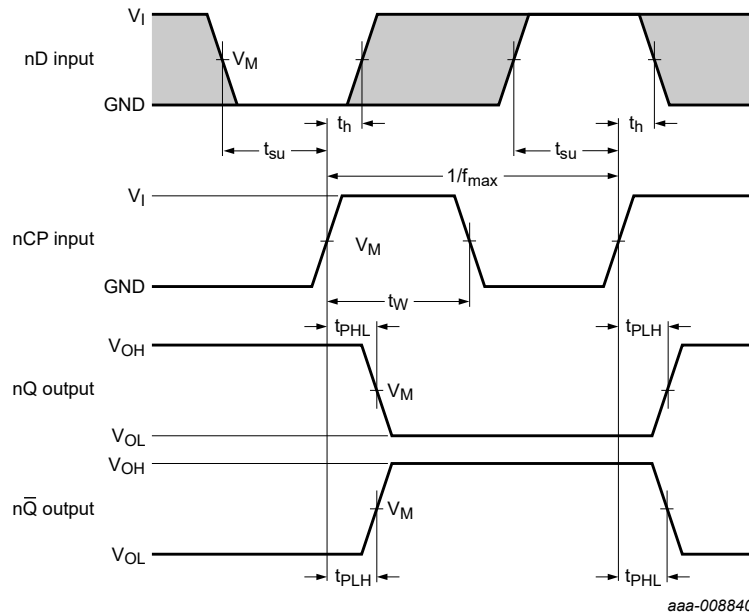 V_I
nD input
V_M
GND
t_h
t_h
t_su
t_su
1/f_max
V_I
nCP input
V_M
GND
t_W
t_PHL
t_PLH
V_OH
nQ output
V_M
V_OL
V_OH
nQ̅ output
V_M
V_OL
t_PLH
t_PHL
aaa-008840